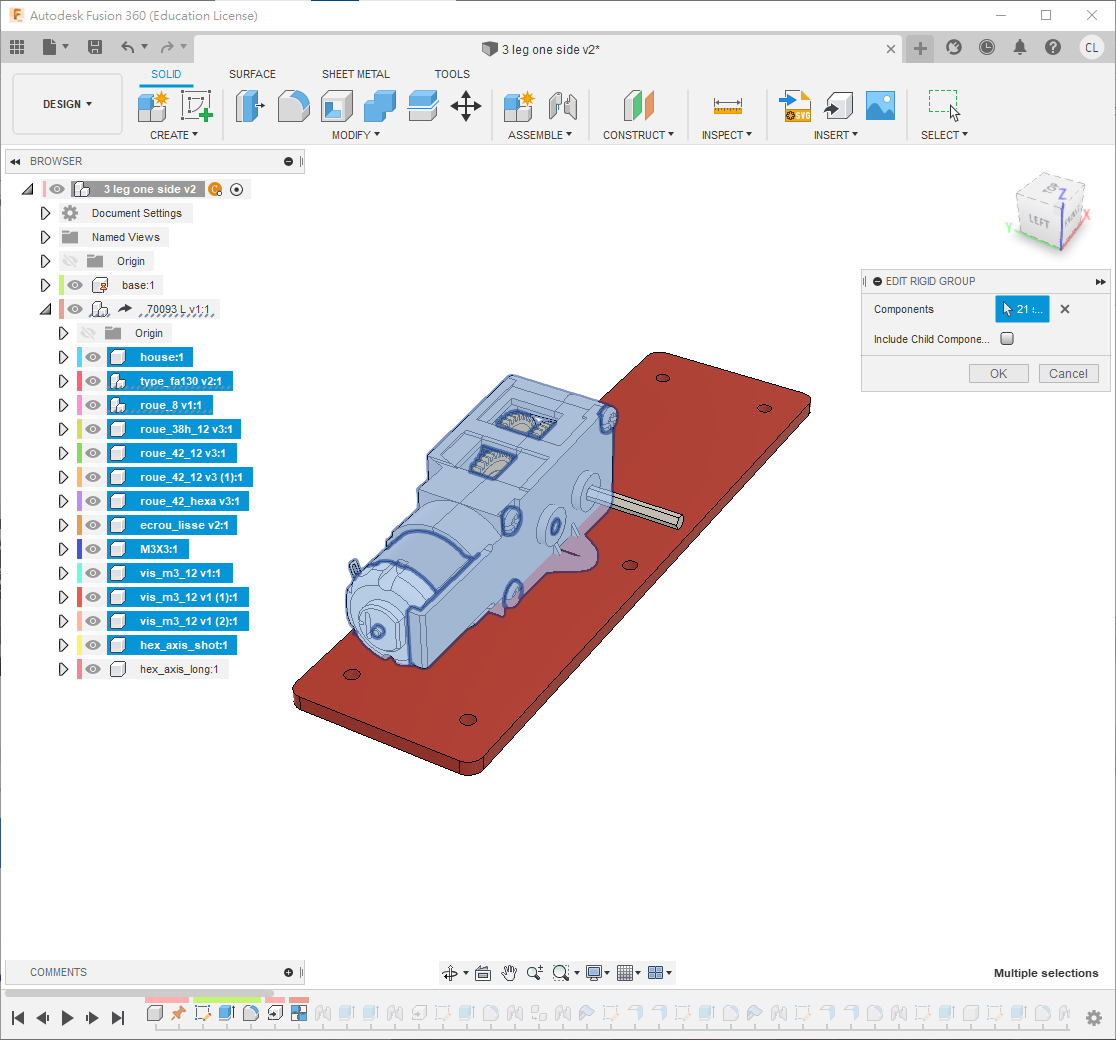 Autodesk Fusion 360 (Education License)
3 leg one side v2*
CL
DESIGN
SOLID
SURFACE
SHEET METAL
TOOLS
CREATE
MODIFY
ASSEMBLE
CONSTRUCT
INSPECT
INSERT
SELECT
SVG
BROWSER
3 leg one side v2
Document Settings
Named Views
Origin
base:1
70093 L v1:1
Origin
house:1
type_fa130 v2:1
roue_8 v1:1
roue_38h_12 v3:1
roue_42_12 v3:1
roue_42_12 v3 (1):1
roue_42_hexa v3:1
ecrou_lisse v2:1
M3X3:1
vis_m3_12 v1:1
vis_m3_12 v1 (1):1
vis_m3_12 v1 (2):1
hex_axis_shot:1
hex_axis_long:1
Z
X
Y
LEFT
EDIT RIGID GROUP
Components
21 :...
Include Child Compone...
OK
Cancel
COMMENTS
Multiple selections